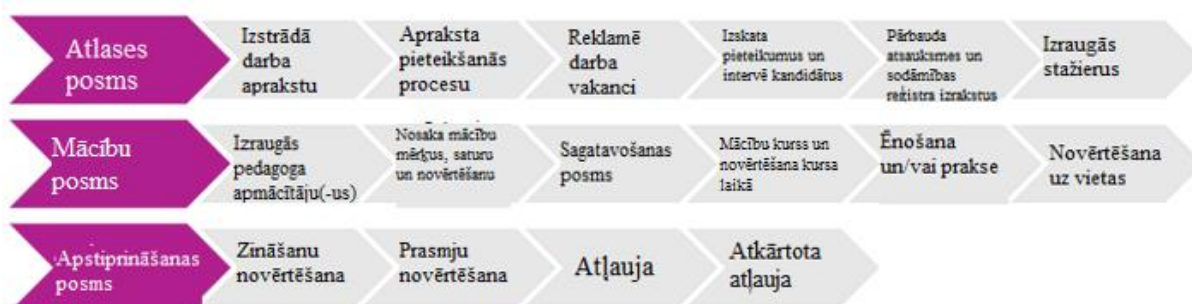 Atlases
posms
Izstrādā
darba
aprakstu
Apraksta
pieteikšanās
procesu
Reklamē
darba
vakanci
Izskata
pieteikumus un
intervē kandidātus
Pārbauda
atsauksmes un
sodāmības
reģistra izrakstus
Izraugās
stažierus
Mācību
posms
Izraugās
pedagoga
apmācītāju(-us)
Nosaka mācību
mērķus, saturu
un novērtēšanu
Sagatavošanas
posms
Mācību kurss un
novērtēšana kursa
laikā
Ēnošana
un/vai prakse
Novērtēšana
uz vietas
Apstiprināšanas
posms
Zināšanu
novērtēšana
Prasmju
novērtēšana
Atļauja
Atkārtota
atļauja